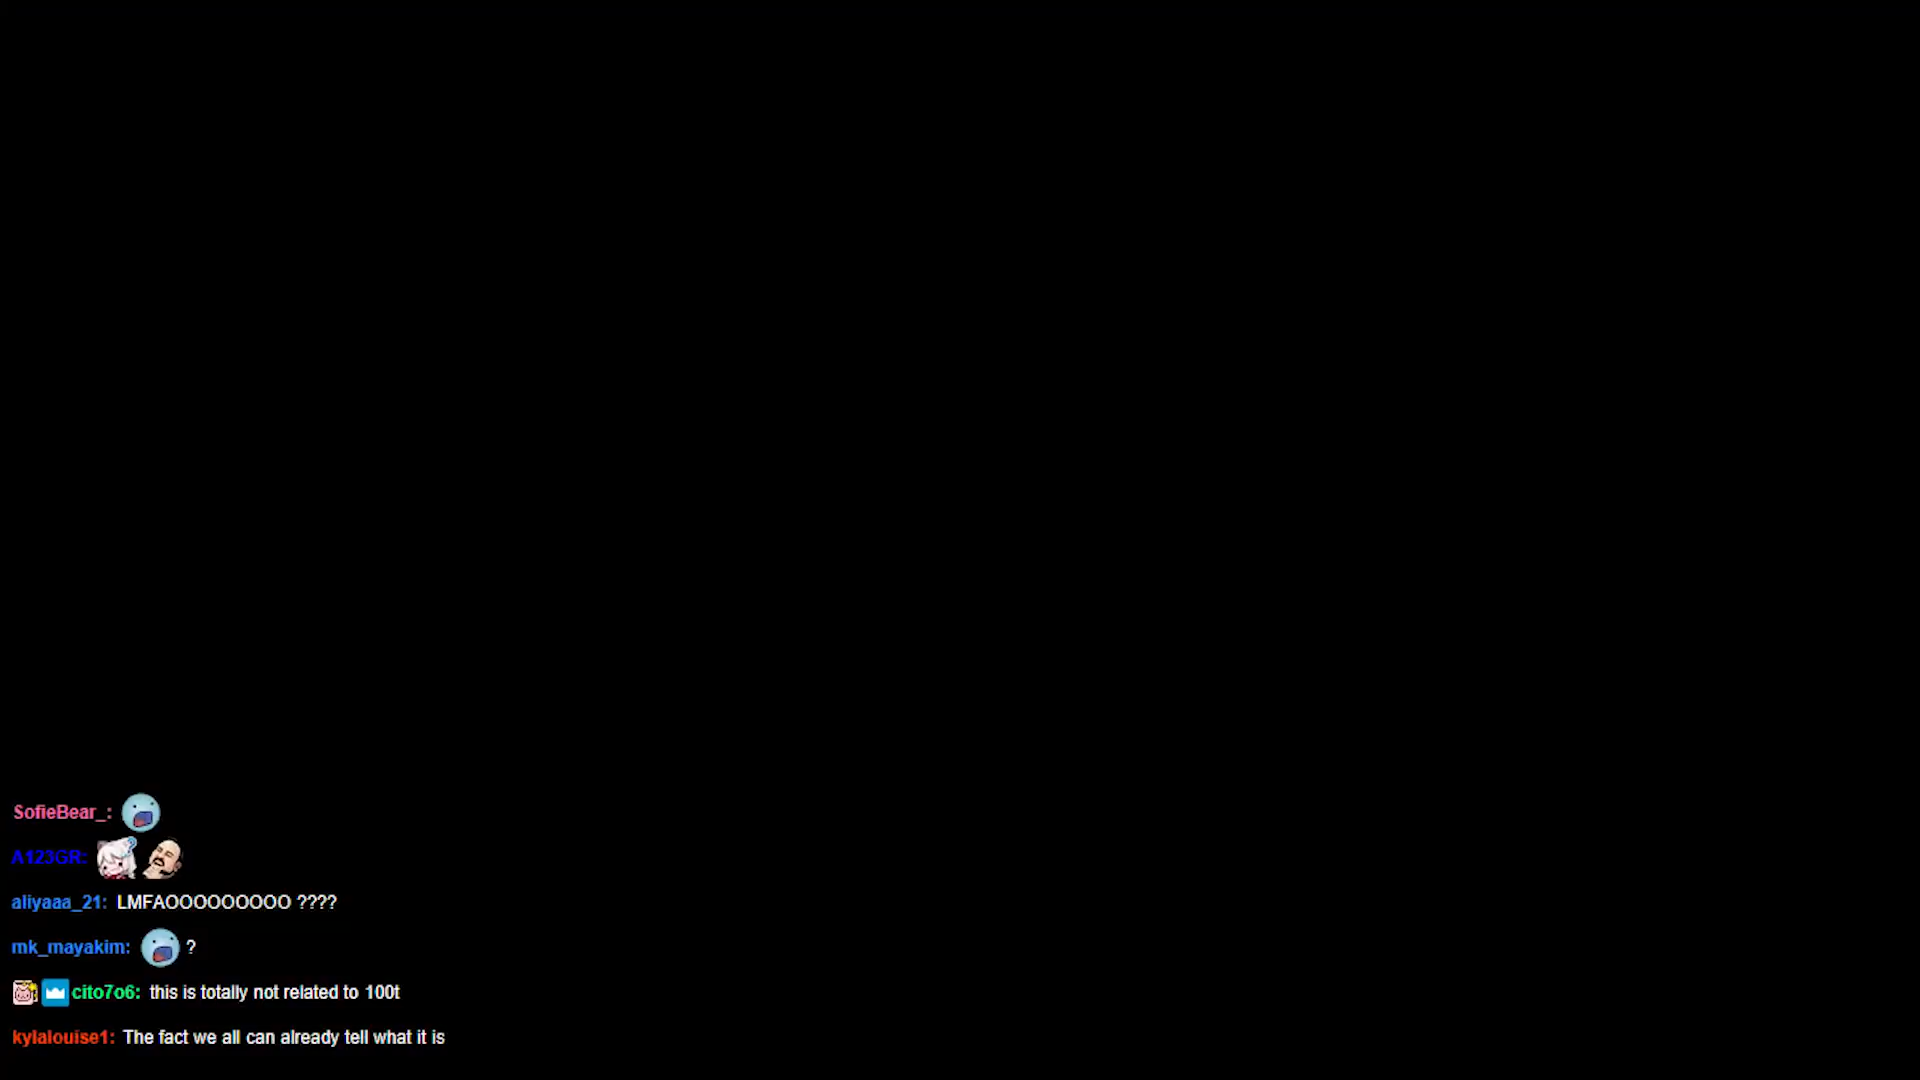 SofieBear_:
A123GR:
aliyaaa_21: LMFAOOOOOOOOO ????
mk_mayakim: ?
cito7o6: this is totally not related to 100t
kylalouise1: The fact we all can already tell what it is